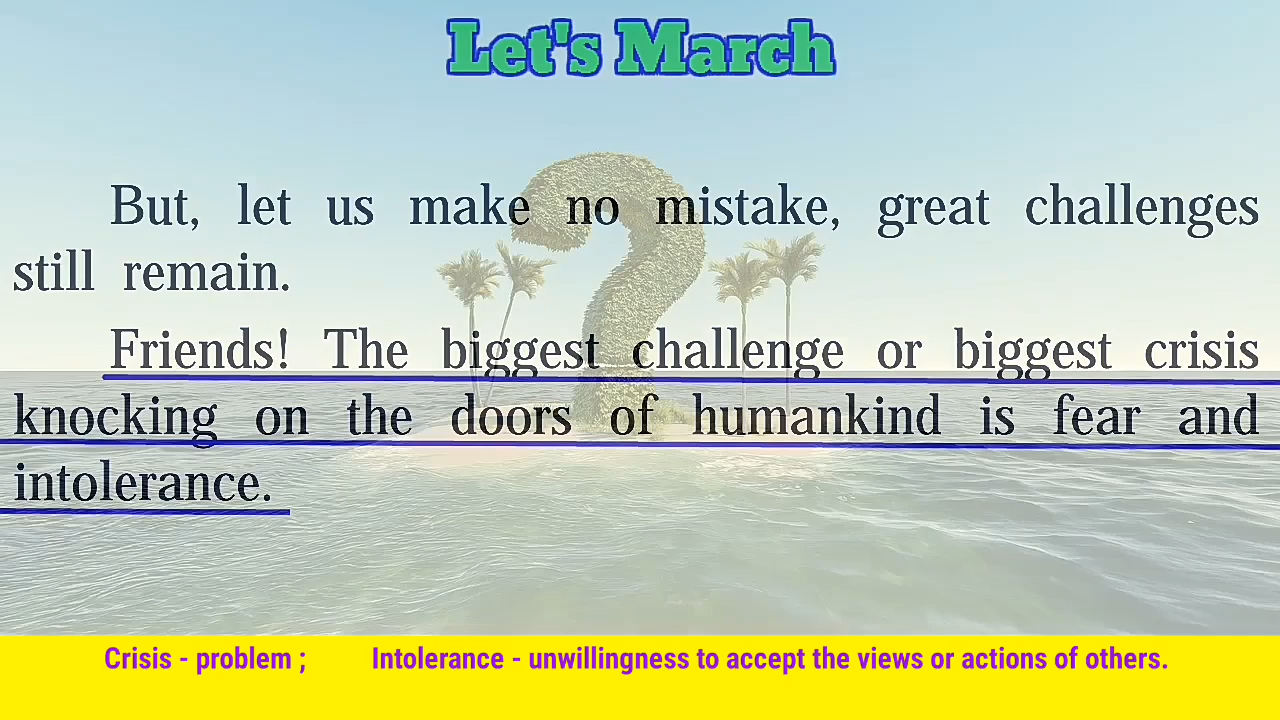 Let's March
But, let us make no mistake, great challenges
still remain.
Friends! The biggest challenge or biggest crisis
knocking on the doors of humankind is fear and
intolerance.
Crisis - problem ; Intolerance - unwillingness to accept the views or actions of others.